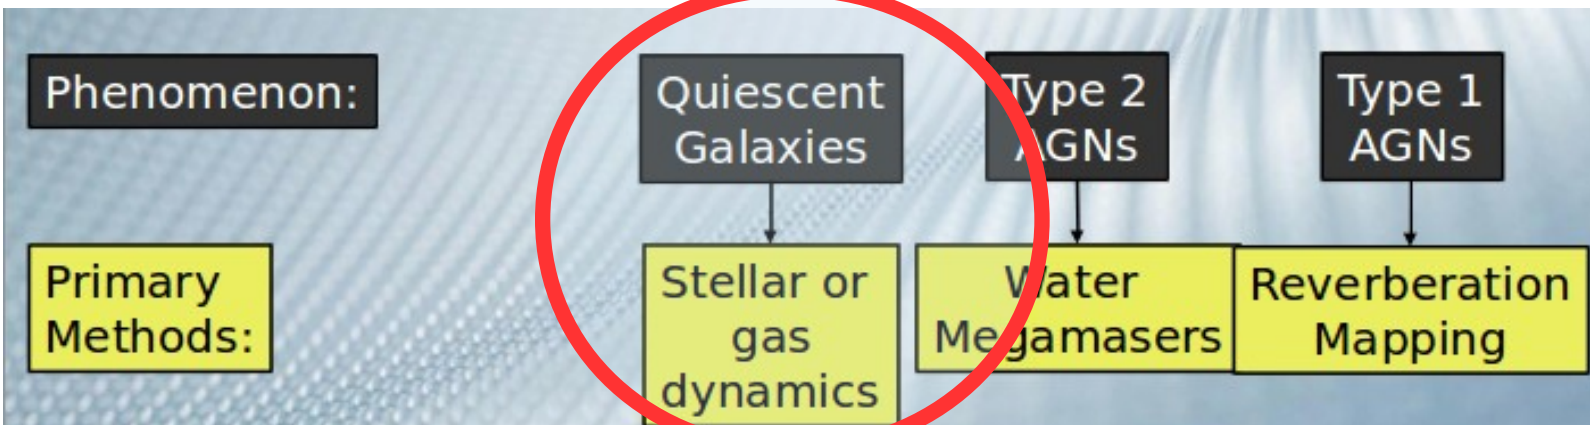 Phenomenon:
Quiescent
Galaxies
Type 2
AGNs
Type 1
AGNs
Primary
Methods:
Stellar or
gas
dynamics
Water
Megamasers
Reverberation
Mapping